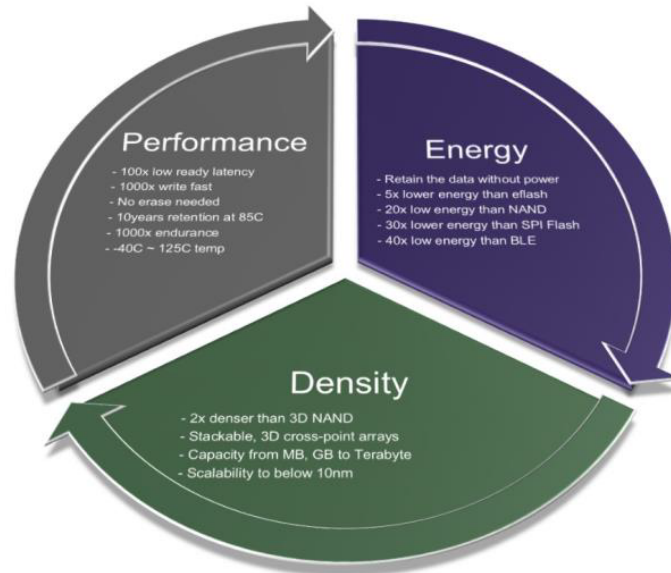 Performance
- 100x low ready latency
- 1000x write fast
- No erase needed
- 10years retention at 85C
- 1000x endurance
- -40C ~ 125C temp
Energy
- Retain the data without power
- 5x lower energy than eflash
- 20x low energy than NAND
- 30x lower energy than SPI Flash
- 40x low energy than BLE
Density
- 2x denser than 3D NAND
- Stackable, 3D cross-point arrays
- Capacity from MB, GB to Terabyte
- Scalability to below 10nm